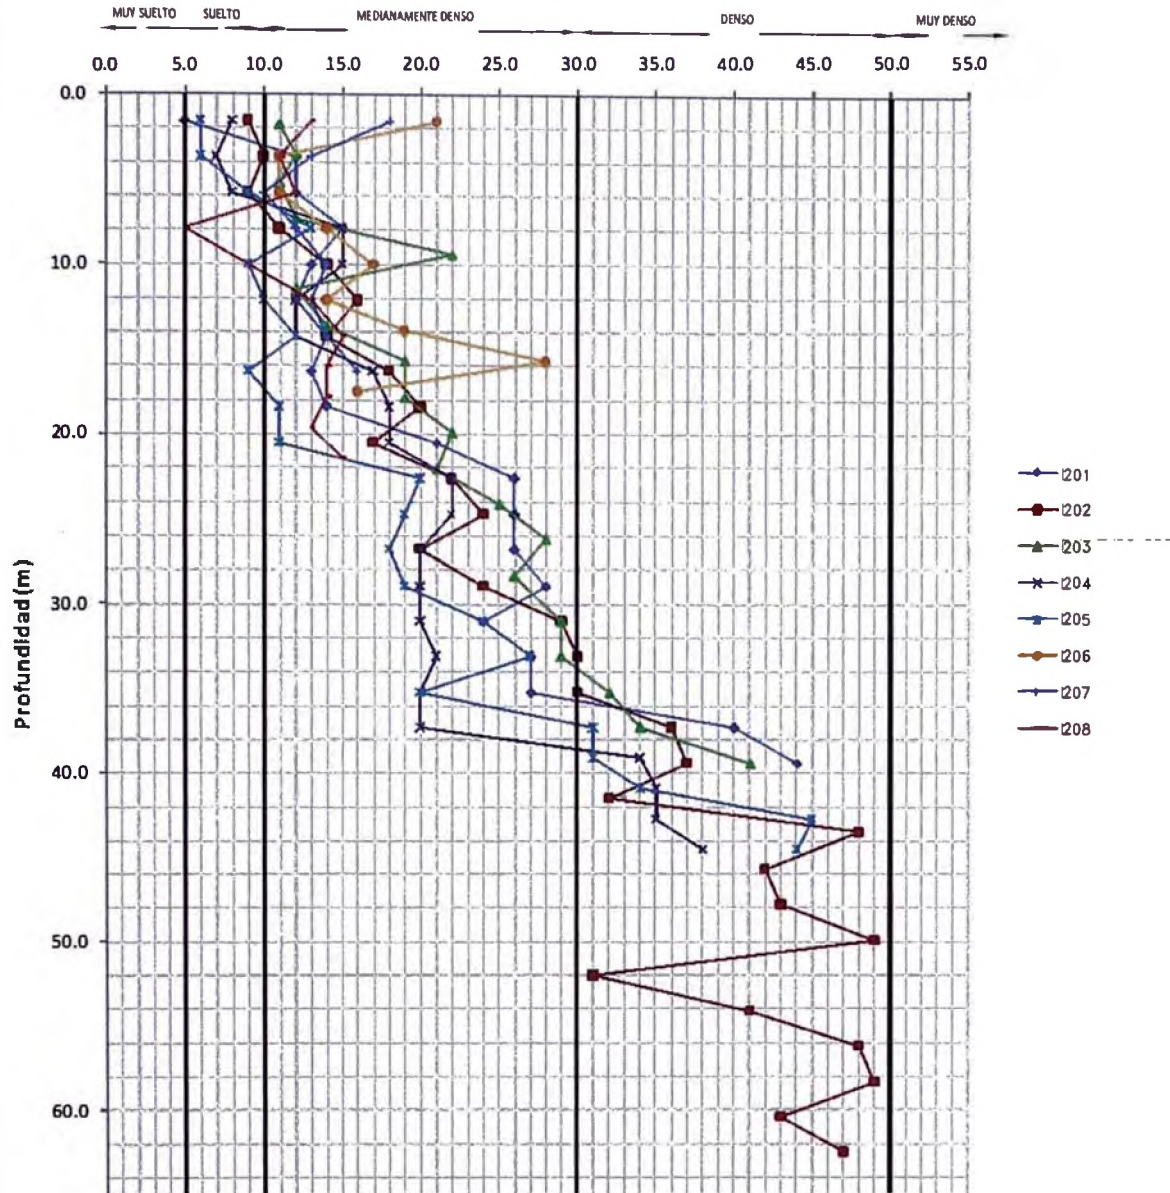 MUY SUELTO SUELTO MEDIANAMENTE DENSO DENSO MUY DENSO
0.0 5.0 10.0 15.0 20.0 25.0 30.0 35.0 40.0 45.0 50.0 55.0
0.0
10.0
20.0
30.0
40.0
50.0
60.0
Profundidad (m)
I201
I202
I203
I204
I205
I206
I207
I208